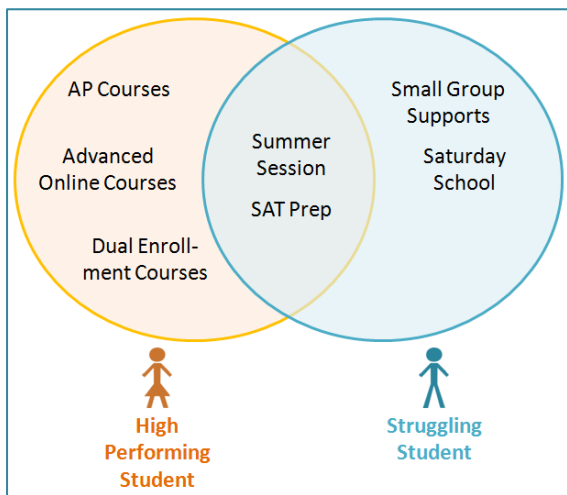 AP Courses
Advanced
Online Courses
Dual Enroll-
ment Courses
Summer
Session
SAT Prep
Small Group
Supports
Saturday
School
High
Performing
Student
Struggling
Student